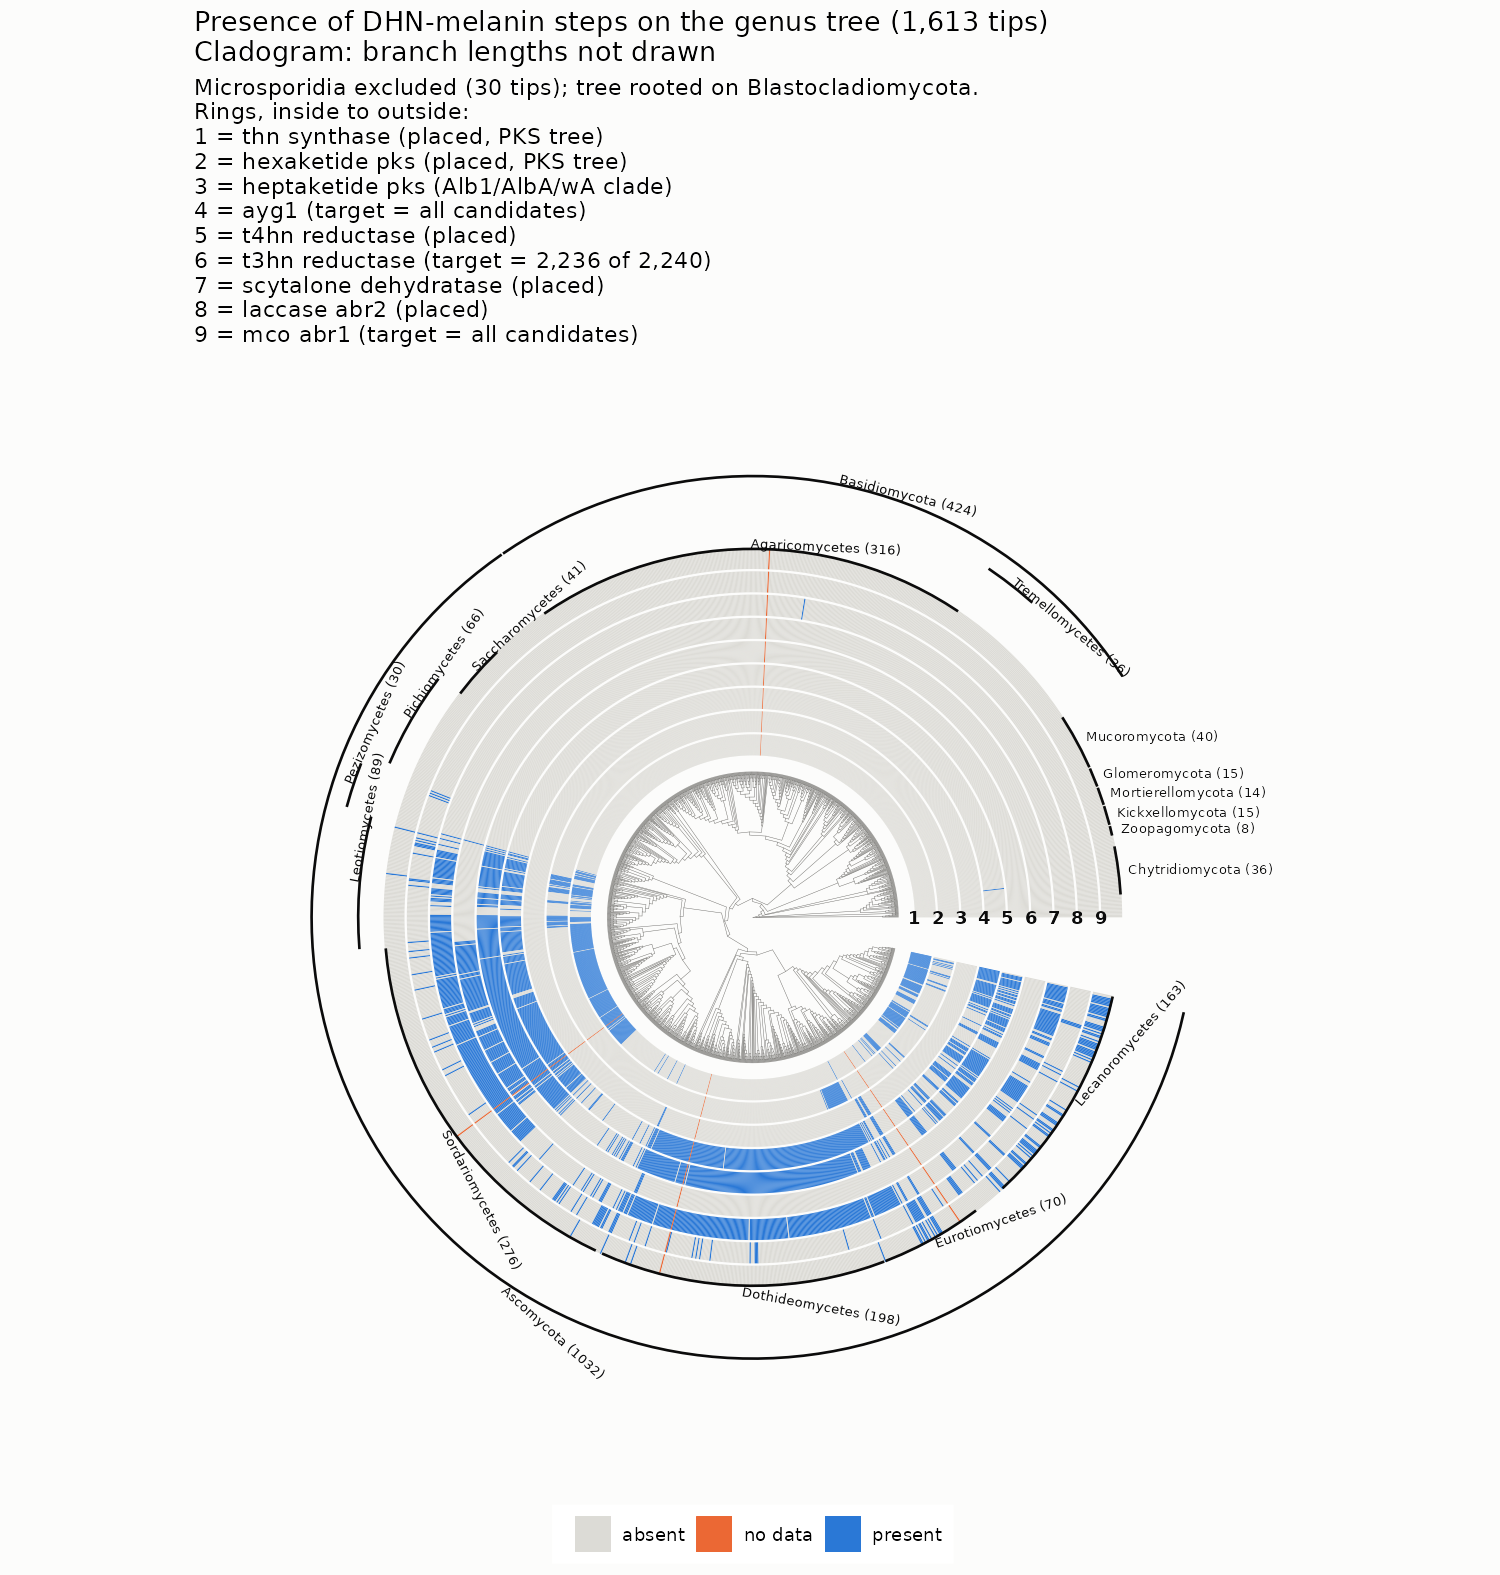 Presence of DHN-melanin steps on the genus tree (1,613 tips)
Cladogram: branch lengths not drawn
Microsporidia excluded (30 tips); tree rooted on Blastocladiomycota.
Rings, inside to outside:
1 = thn synthase (placed, PKS tree)
2 = hexaketide pks (placed, PKS tree)
3 = heptaketide pks (Alb1/AlbA/wA clade)
4 = ayg1 (target = all candidates)
5 = t4hn reductase (placed)
6 = t3hn reductase (target = 2,236 of 2,240)
7 = scytalone dehydratase (placed)
8 = laccase abr2 (placed)
9 = mco abr1 (target = all candidates)
Basidiomycota (424)
Agaricomycetes (316)
Tremellomycetes (36)
Saccharomycetes (41)
Pichiomycetes (66)
Pezizomycetes (30)
Leotiomycetes (89)
Mucoromycota (40)
Glomeromycota (15)
Mortierellomycota (14)
Kickxellomycota (15)
Zoopagomycota (8)
Chytridiomycota (36)
1 2 3 4 5 6 7 8 9
Lecanoromycetes (163)
Eurotiomycetes (70)
Dothideomycetes (198)
Sordariomycetes (276)
Ascomycota (1032)
absent no data present